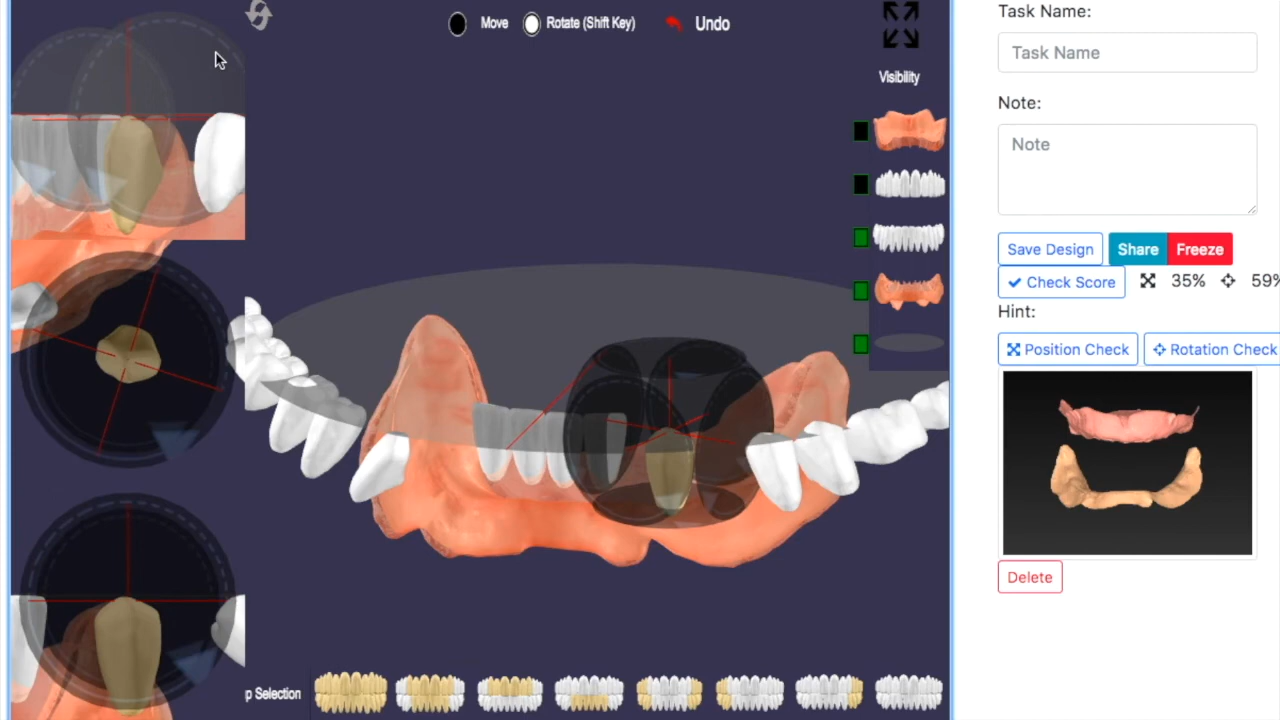 Move
Rotate (Shift Key)
Undo
Visibility
p Selection
Task Name:
Task Name
Note:
Note
Save Design
Share
Freeze
Check Score
35%
59%
Hint:
Position Check
Rotation Check
Delete